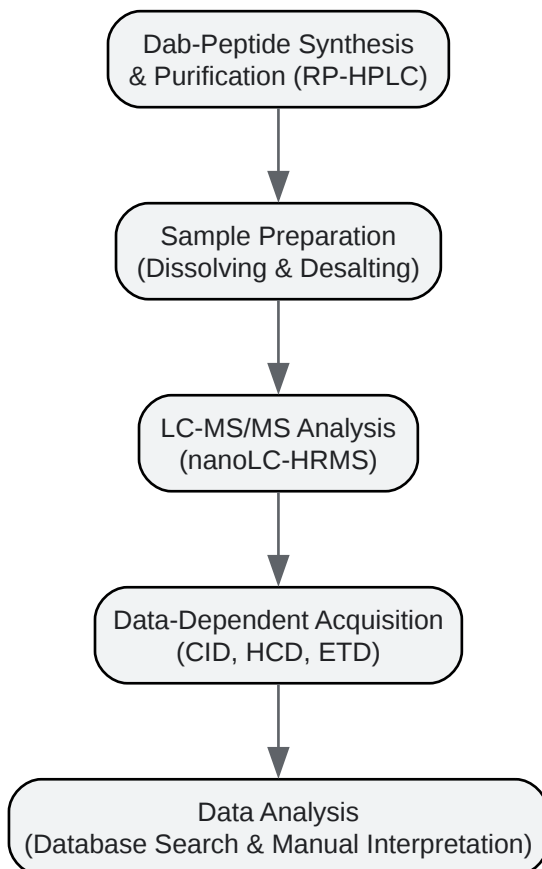 Dab-Peptide Synthesis
& Purification (RP-HPLC)
Sample Preparation
(Dissolving & Desalting)
LC-MS/MS Analysis
(nanoLC-HRMS)
Data-Dependent Acquisition
(CID, HCD, ETD)
Data Analysis
(Database Search & Manual Interpretation)